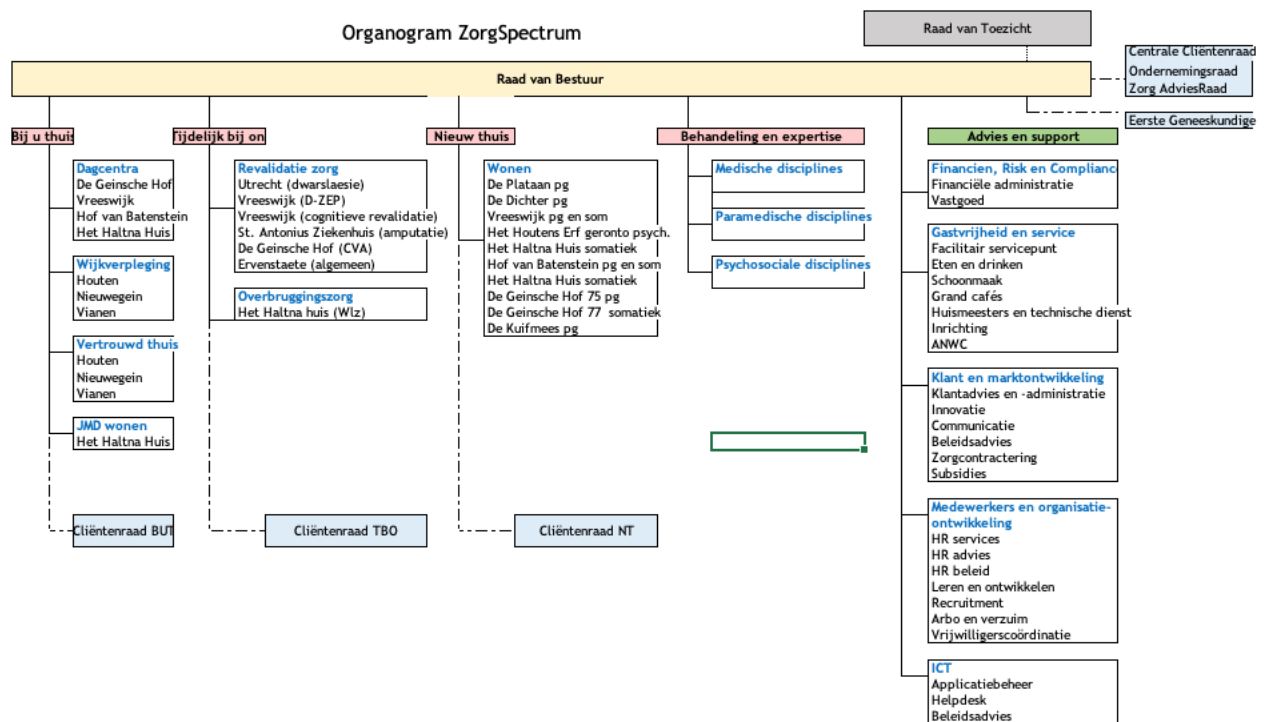 Organogram ZorgSpectrum
Raad van Toezicht
Centrale Cliëntenraad
Ondernemingsraad
Zorg AdviesRaad
Raad van Bestuur
Eerste Geneeskundige
Bij u thuis
Dagcentra
De Geinsche Hof
Vreeswijk
Hof van Batenstein
Het Haltna Huis
Wijkverpleging
Houten
Nieuwegein
Vianen
Vertrouwd thuis
Houten
Nieuwegein
Vianen
JMD wonen
Het Haltna Huis
Cliëntenraad BUT
Tijdelijk bij on
Revalidatie zorg
Utrecht (dwarslaesie)
Vreeswijk (D-ZEP)
Vreeswijk (cognitieve revalidatie)
St. Antonius Ziekenhuis (amputatie)
De Geinsche Hof (CVA)
Ervenstaete (algemeen)
Overbruggingszorg
Het Haltna huis (Wlz)
Cliëntenraad TBO
Nieuw thuis
Wonen
De Plataan pg
De Dichter pg
Vreeswijk pg en som
Het Houtens Erf geronto psych.
Het Haltna Huis somatiek
Hof van Batenstein pg en som
Het Haltna Huis somatiek
De Geinsche Hof 75 pg
De Geinsche Hof 77 somatiek
De Kuifmees pg
Cliëntenraad NT
Behandeling en expertise
Medische disciplines
Paramedische disciplines
Psychosociale disciplines
Advies en support
Financien, Risk en Compliance
Financiële administratie
Vastgoed
Gastvrijheid en service
Facilitair servicepunt
Eten en drinken
Schoonmaak
Grand cafés
Huismeesters en technische dienst
Inrichting
ANWC
Klant en marktontwikkeling
Klantadvies en -administratie
Innovatie
Communicatie
Beleidsadvies
Zorgcontractering
Subsidies
Medewerkers en organisatie-
ontwikkeling
HR services
HR advies
HR beleid
Leren en ontwikkelen
Recruitment
Arbo en verzuim
Vrijwilligerscoördinatie
ICT
Applicatiebeheer
Helpdesk
Beleidsadvies